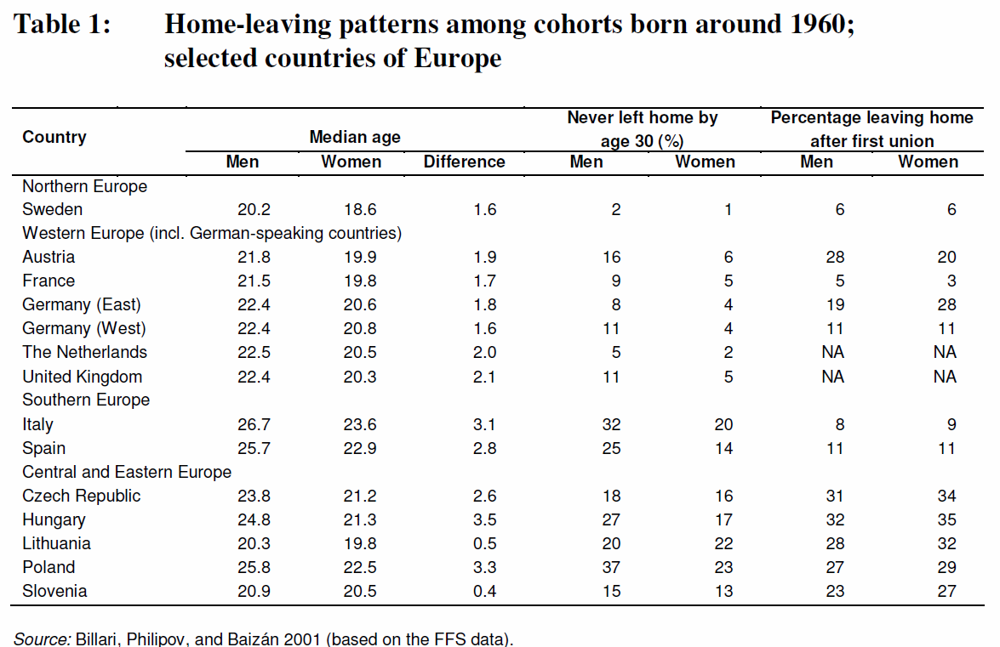 Table 1: Home-leaving patterns among cohorts born around 1960;
selected countries of Europe
Never left home by Percentage leaving home
Country Median age age 30 (%) after first union
Men Women Difference Men Women Men Women
Northern Europe
Sweden 20.2 18.6 1.6 2 1 6 6
Western Europe (incl. German-speaking countries)
Austria 21.8 19.9 1.9 16 6 28 20
France 21.5 19.8 1.7 9 5 5 3
Germany (East) 22.4 20.6 1.8 8 4 19 28
Germany (West) 22.4 20.8 1.6 11 4 11 11
The Netherlands 22.5 20.5 2.0 5 2 NA NA
United Kingdom 22.4 20.3 2.1 11 5 NA NA
Southern Europe
Italy 26.7 23.6 3.1 32 20 8 9
Spain 25.7 22.9 2.8 25 14 11 11
Central and Eastern Europe
Czech Republic 23.8 21.2 2.6 18 16 31 34
Hungary 24.8 21.3 3.5 27 17 32 35
Lithuania 20.3 19.8 0.5 20 22 28 32
Poland 25.8 22.5 3.3 37 23 27 29
Slovenia 20.9 20.5 0.4 15 13 23 27
Source: Billari, Philipov, and Baizán 2001 (based on the FFS data).